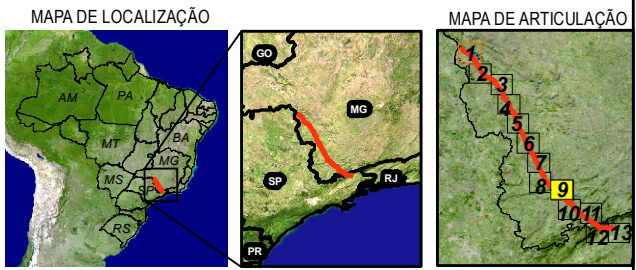 MAPA DE LOCALIZAÇÃO
AM
PA
MT
BA
MG
MS
SP
RS
GO
MG
SP
RJ
PR
MAPA DE ARTICULAÇÃO
1
2
3
4
5
6
7
8
9
10
11
12
13